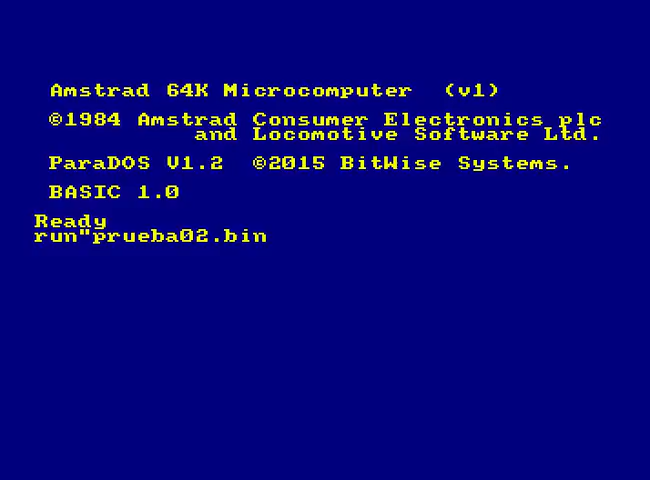 Amstrad 64K Microcomputer  (v1)
©1984 Amstrad Consumer Electronics plc
and Locomotive Software Ltd.
ParaDOS V1.2  ©2015 BitWise Systems.
BASIC 1.0
Ready
run"prueba02.bin